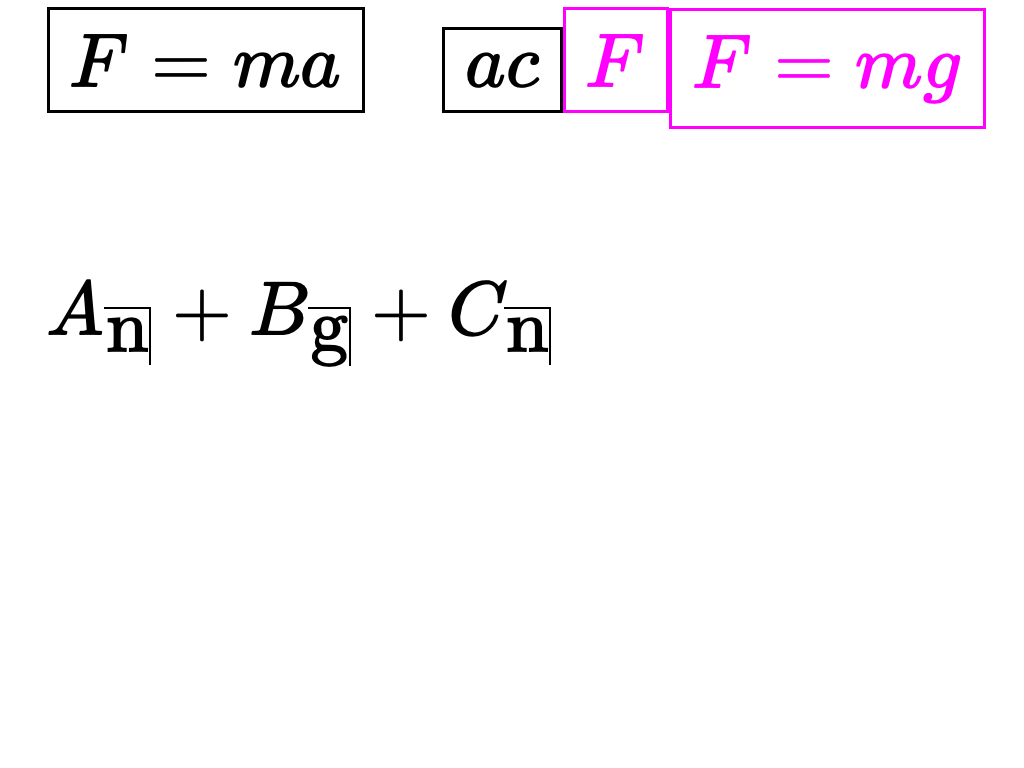 F = ma ac F F = mg
A_n + B_g + C_n